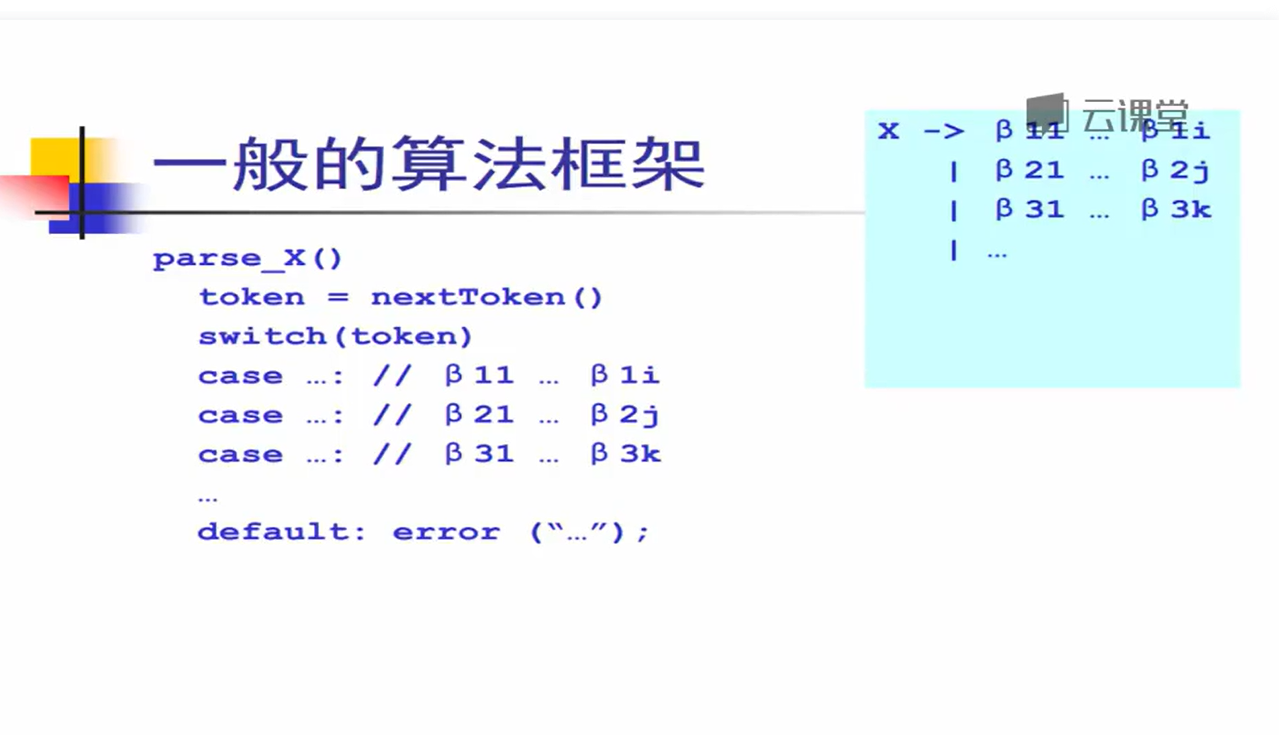 云课堂
一般的算法框架
X -> β11 … β1i
| β21 … β2j
| β31 … β3k
| …
parse_X()
token = nextToken()
switch(token)
case …: // β11 … β1i
case …: // β21 … β2j
case …: // β31 … β3k
…
default: error (“…”);